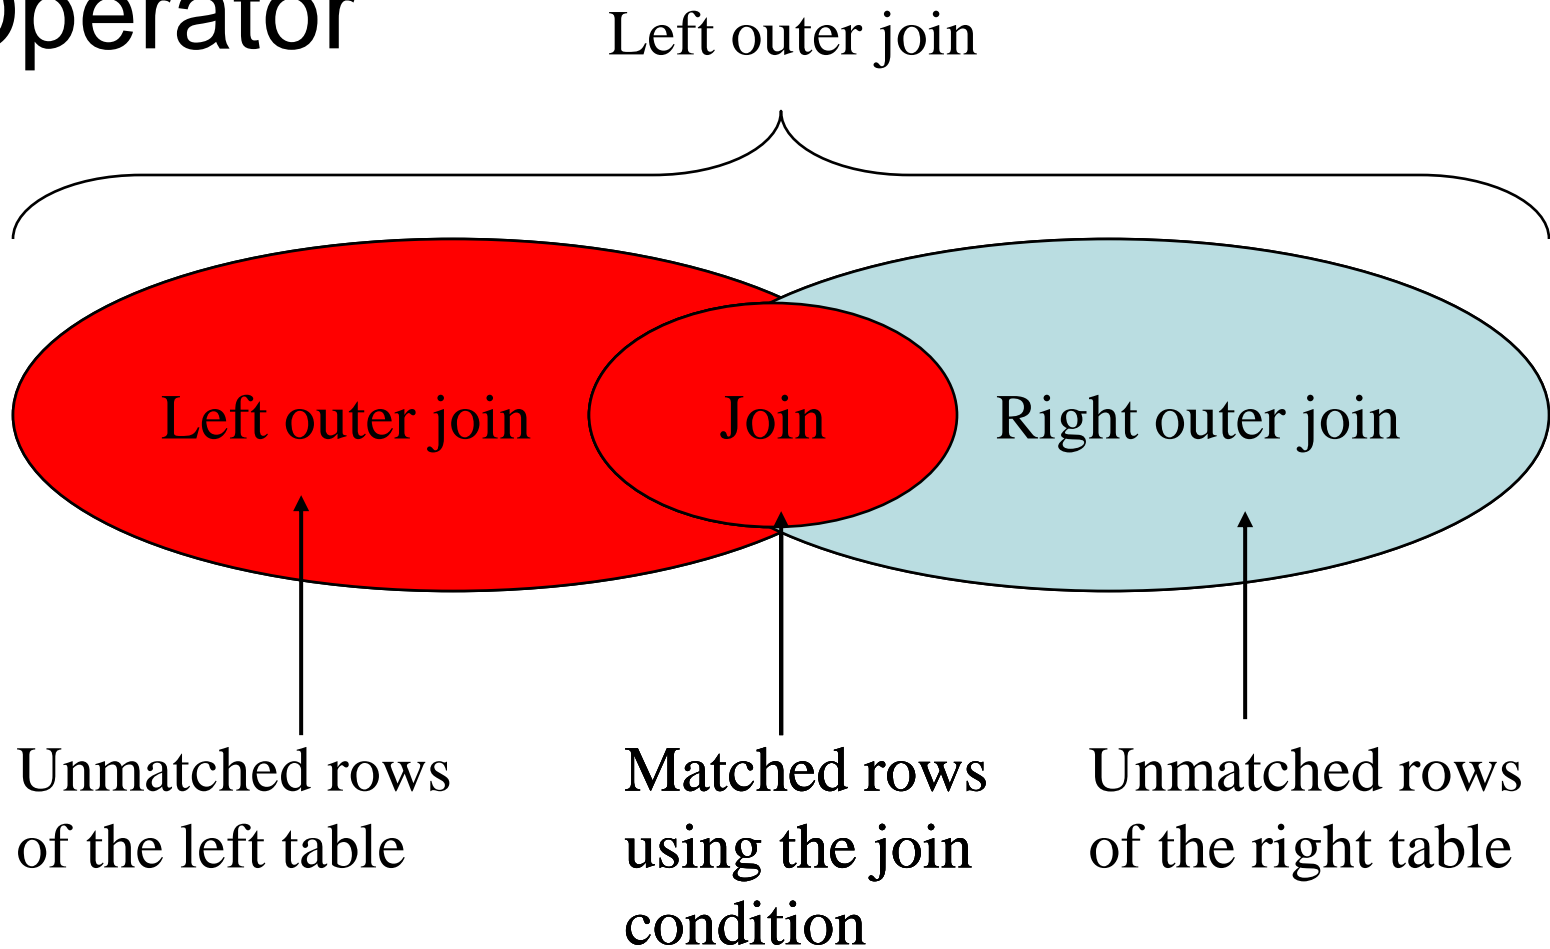 Operator
Left outer join
Left outer join
Join
Right outer join
Unmatched rows
of the left table
Matched rows
using the join
condition
Unmatched rows
of the right table